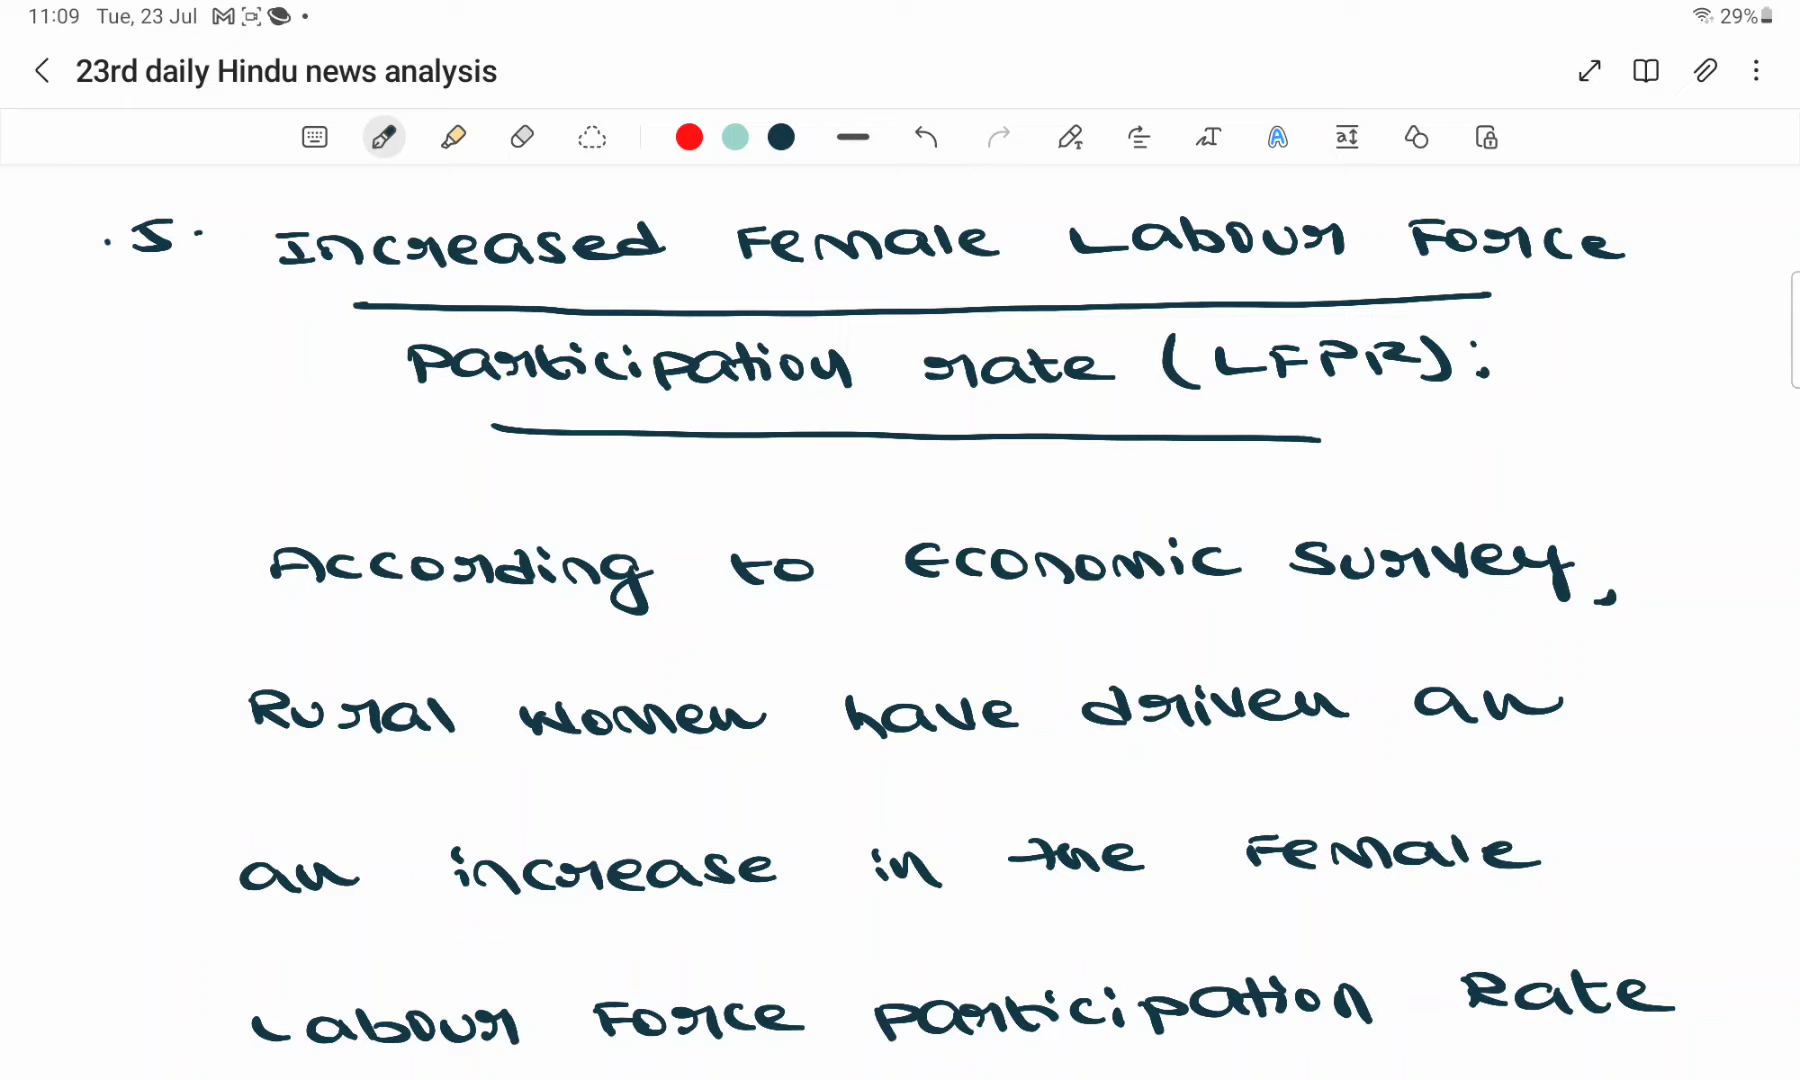 11:09 Tue, 23 Jul 29%
23rd daily Hindu news analysis
.5. Increased Female Labour Force
Participation rate (LFPR):
According to Economic Survey,
Rural women have driven an
an increase in the Female
Labour Force participation Rate